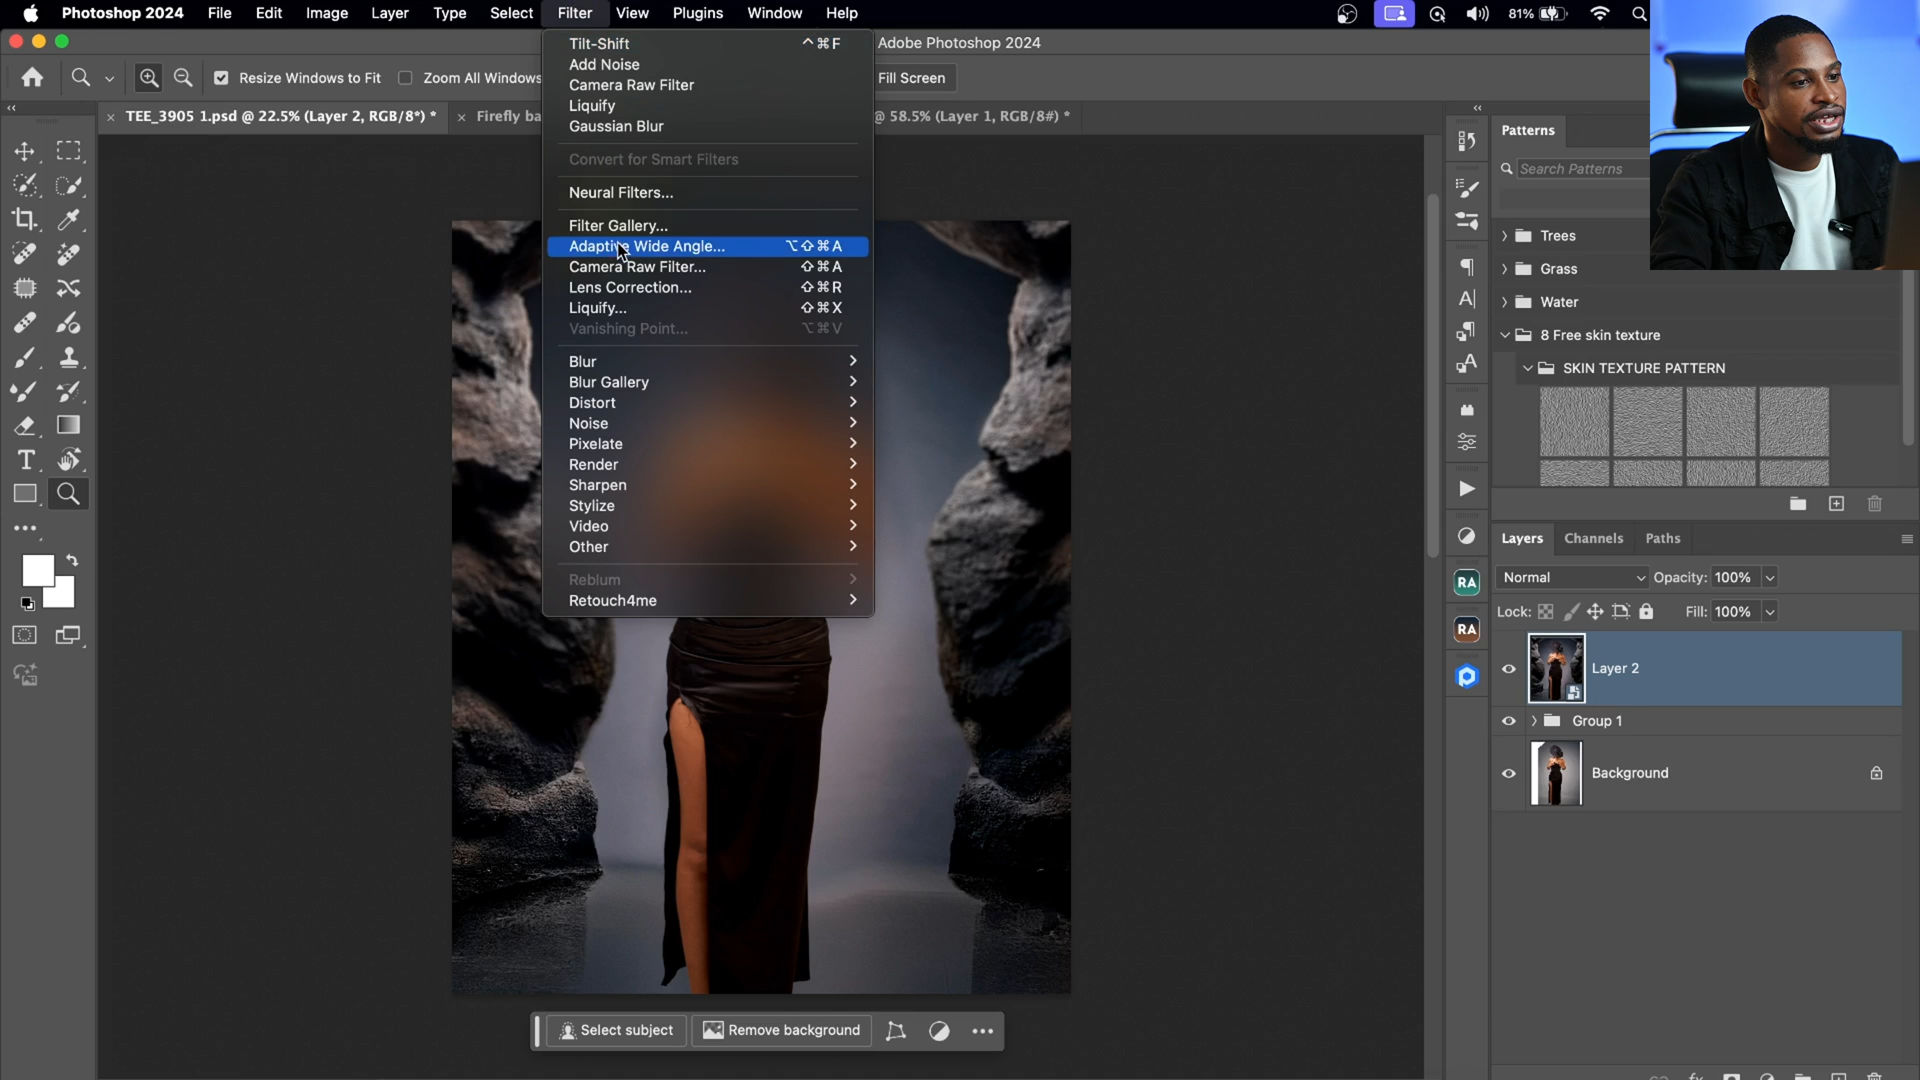 Photoshop 2024 File Edit Image Layer Type Select Filter View Plugins Window Help 81%
Adobe Photoshop 2024
Resize Windows to Fit Zoom All Windows Fill Screen
TEE_3905 1.psd @ 22.5% (Layer 2, RGB/8*) * Firefly ba @ 58.5% (Layer 1, RGB/8#) *
Tilt-Shift ^⌘F
Add Noise
Camera Raw Filter
Liquify
Gaussian Blur
Convert for Smart Filters
Neural Filters...
Filter Gallery...
Adaptive Wide Angle... ⌥⇧⌘A
Camera Raw Filter... ⇧⌘A
Lens Correction... ⇧⌘R
Liquify... ⇧⌘X
Vanishing Point... ⌥⌘V
Blur
Blur Gallery
Distort
Noise
Pixelate
Render
Sharpen
Stylize
Video
Other
Reblum
Retouch4me
Select subject Remove background
RA
RA
Patterns
Search Patterns
Trees
Grass
Water
8 Free skin texture
SKIN TEXTURE PATTERN
Layers Channels Paths
Normal Opacity: 100%
Lock: Fill: 100%
Layer 2
Group 1
Background